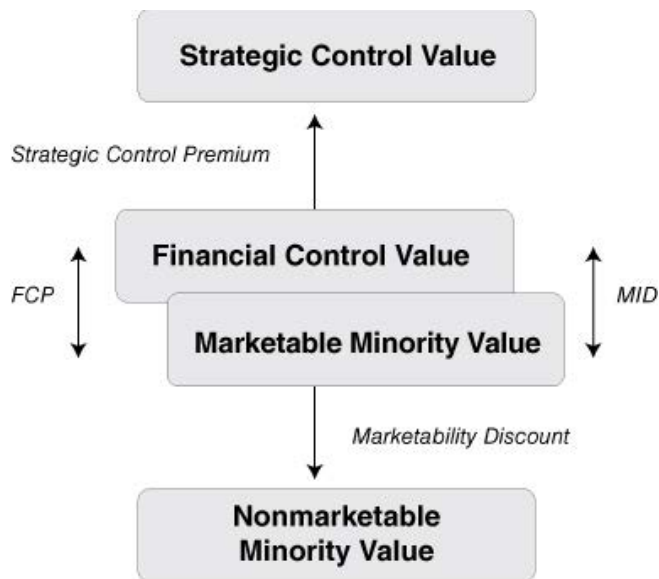 Strategic Control Value
Strategic Control Premium
Financial Control Value
FCP
MID
Marketable Minority Value
Marketability Discount
Nonmarketable
Minority Value